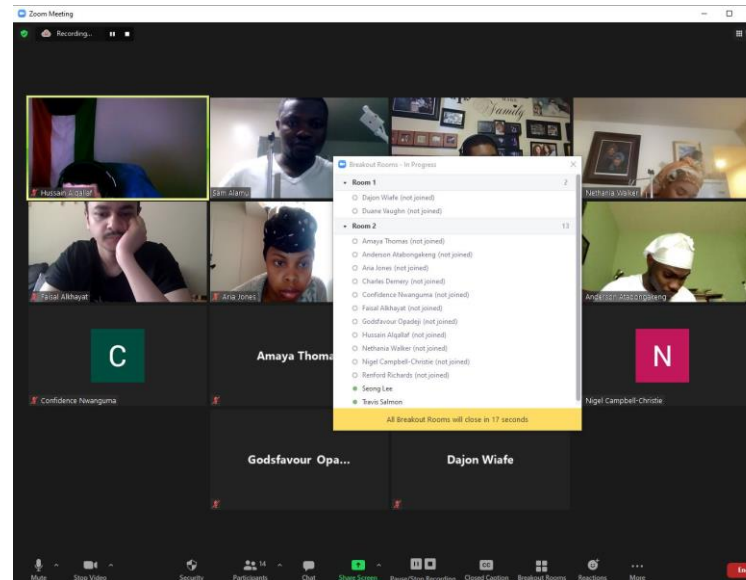 Zoom Meeting
Recording...
Family
Hussain Alqallaf
Sam Alamu
Nethania Walker
Breakout Rooms - In Progress
Room 1 2
Dajon Wiafe (not joined)
Duane Vaughn (not joined)
Room 2 13
Amaya Thomas (not joined)
Anderson Atabongakeng (not joined)
Ana Jones (not joined)
Charles Demery (not joined)
Confidence Nwanguma (not joined)
Faisal Alkhayat (not joined)
Godsfavour Opadeji (not joined)
Hussain Alqallaf (not joined)
Nethania Walker (not joined)
Nigel Campbell-Christie (not joined)
Renford Richards (not joined)
Seong Lee
Travis Salmon
All Breakout Rooms will close in 17 seconds
Faisal Alkhayat
Aria Jones
Anderson Atabongakeng
C
Amaya Thoma
N
Confidence Nwanguma
Nigel Campbell-Christie
Godsfavour Opa...
Dajon Wiafe
Mute
Stop Video
Security
14
Participants
Chat
Share Screen
Pause/Stop Recording
CC
Closed Caption
Breakout Rooms
Reactions
More
En